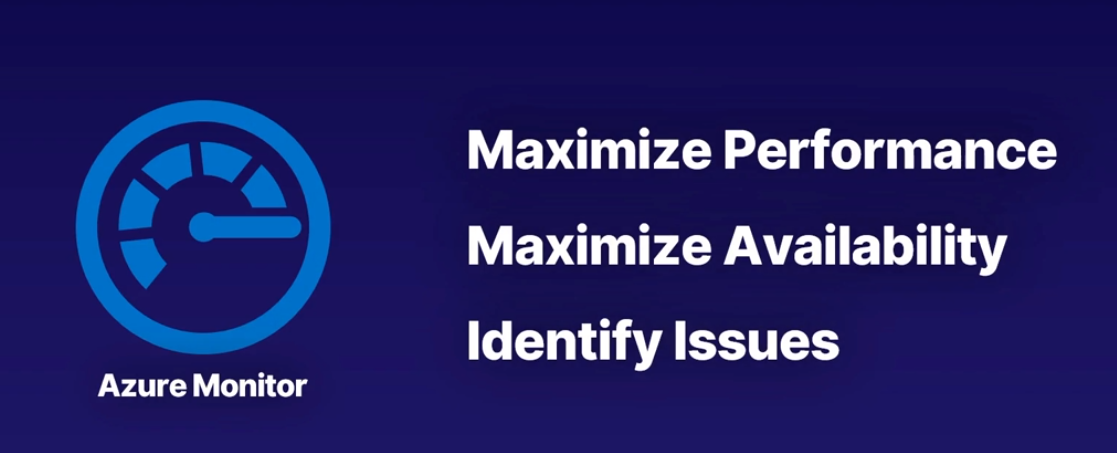 Maximize Performance
Maximize Availability
Identify Issues
Azure Monitor